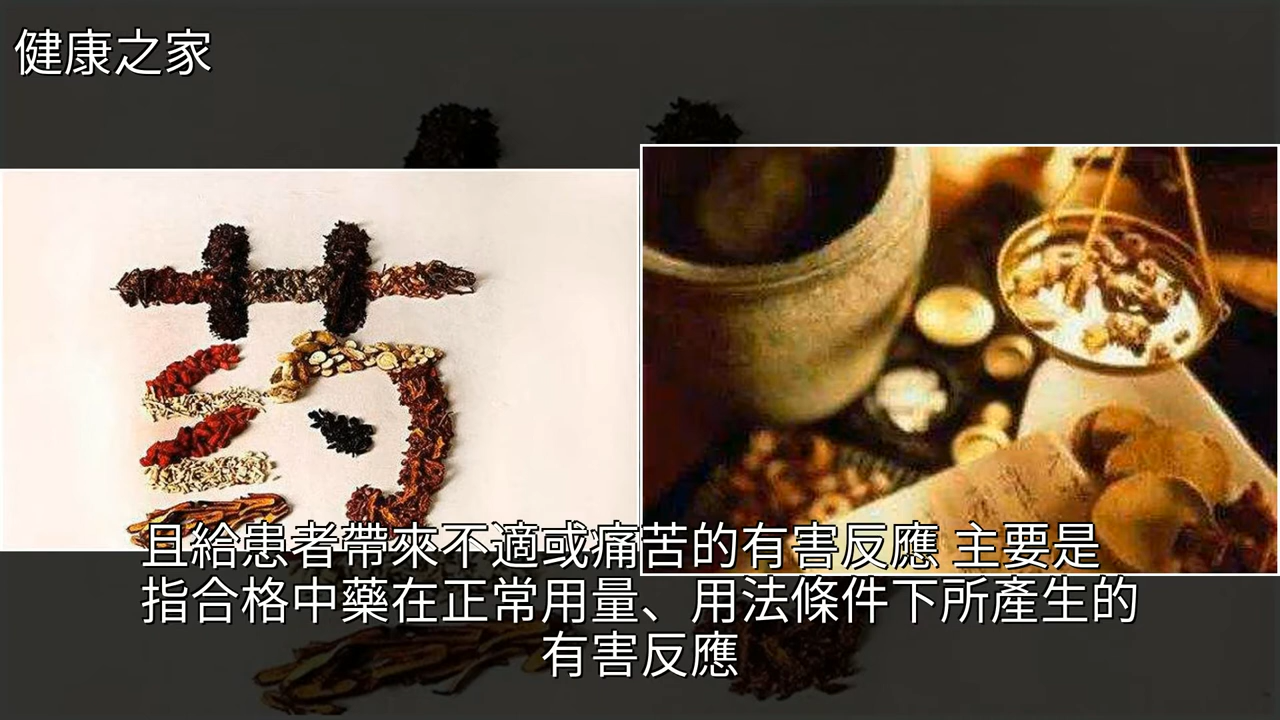 健康之家
药
且給患者帶來不適或痛苦的有害反應 主要是
指合格中藥在正常用量、用法條件下所產生的
有害反應